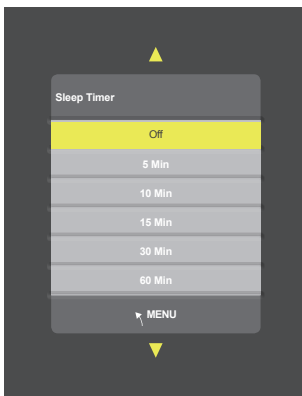 Sleep Timer
Off
5 Min
10 Min
15 Min
30 Min
60 Min
MENU